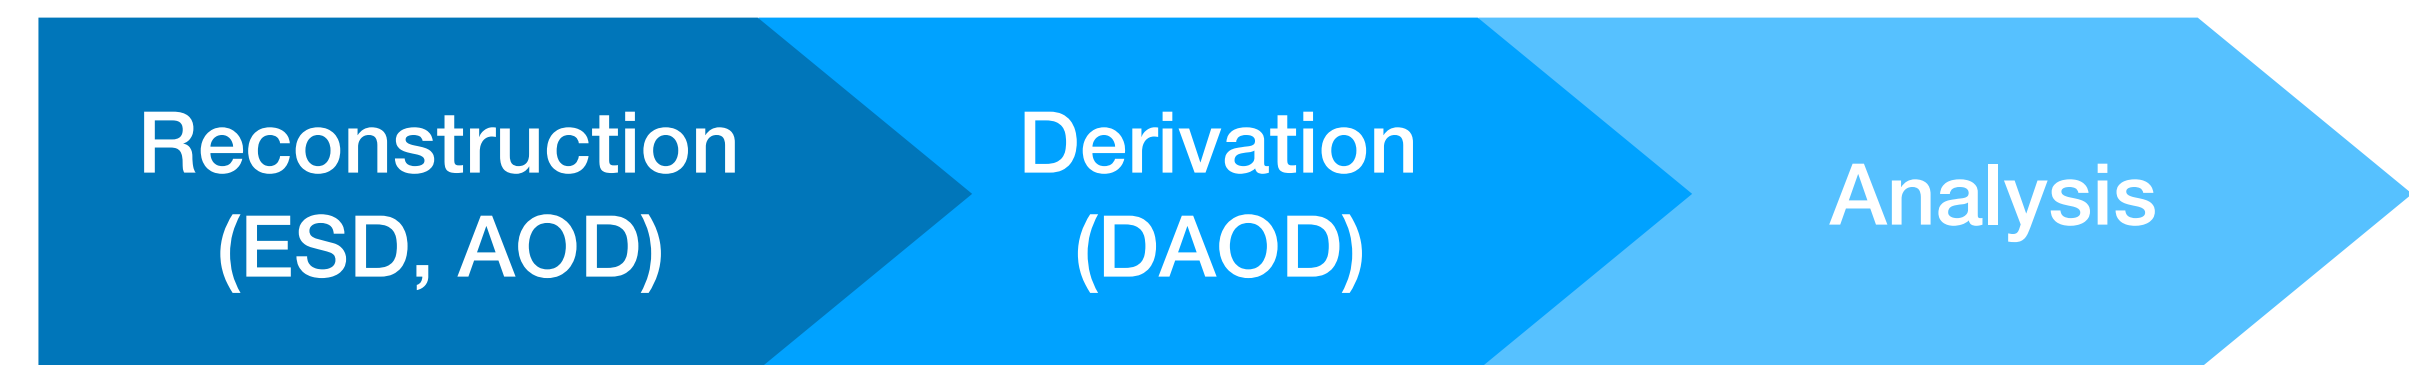 Reconstruction
(ESD, AOD)
Derivation
(DAOD)
Analysis